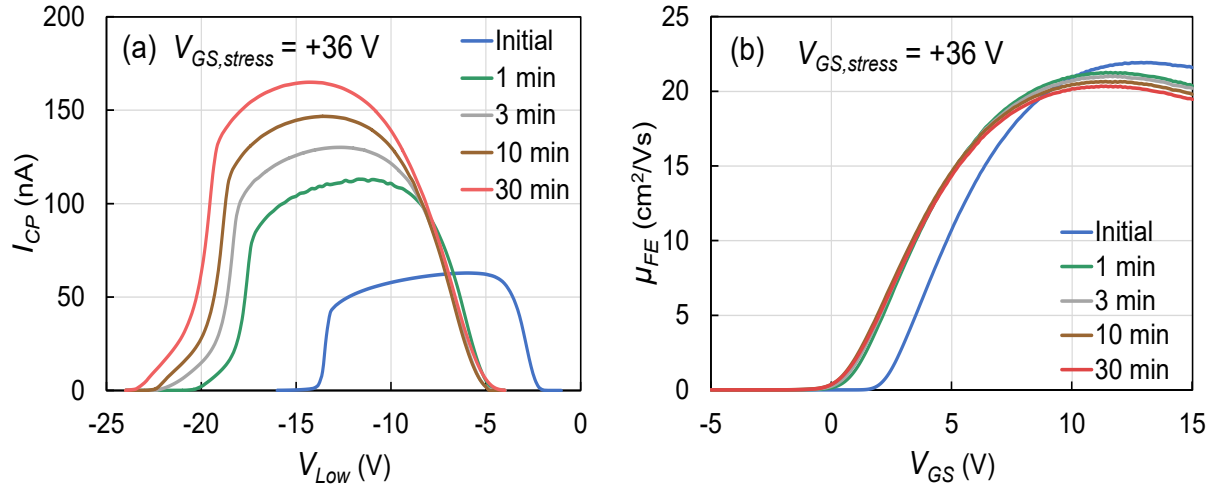 (a) V_GS,stress = +36 V
Initial
1 min
3 min
10 min
30 min
200
150
100
50
0
I_CP (nA)
-25 -20 -15 -10 -5 0
V_Low (V)
(b) V_GS,stress = +36 V
Initial
1 min
3 min
10 min
30 min
25
20
15
10
5
0
μ_FE (cm²/Vs)
-5 0 5 10 15
V_GS (V)